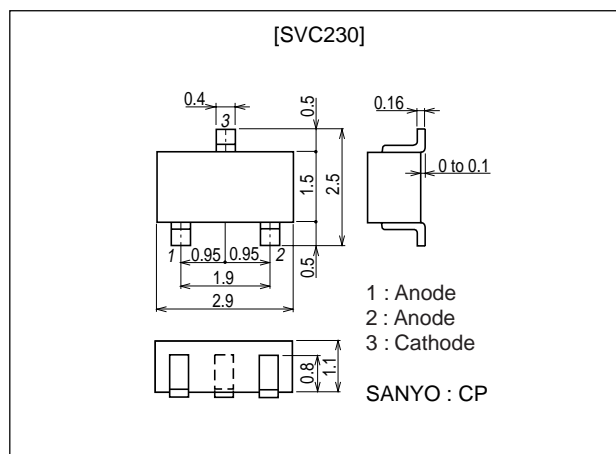 [SVC230]
0.4
3
0.5
1.5
2.5
0.5
0.16
0 to 0.1
1
0.95
0.95
2
1.9
2.9
1 : Anode
2 : Anode
3 : Cathode
0.8
1.1
SANYO : CP